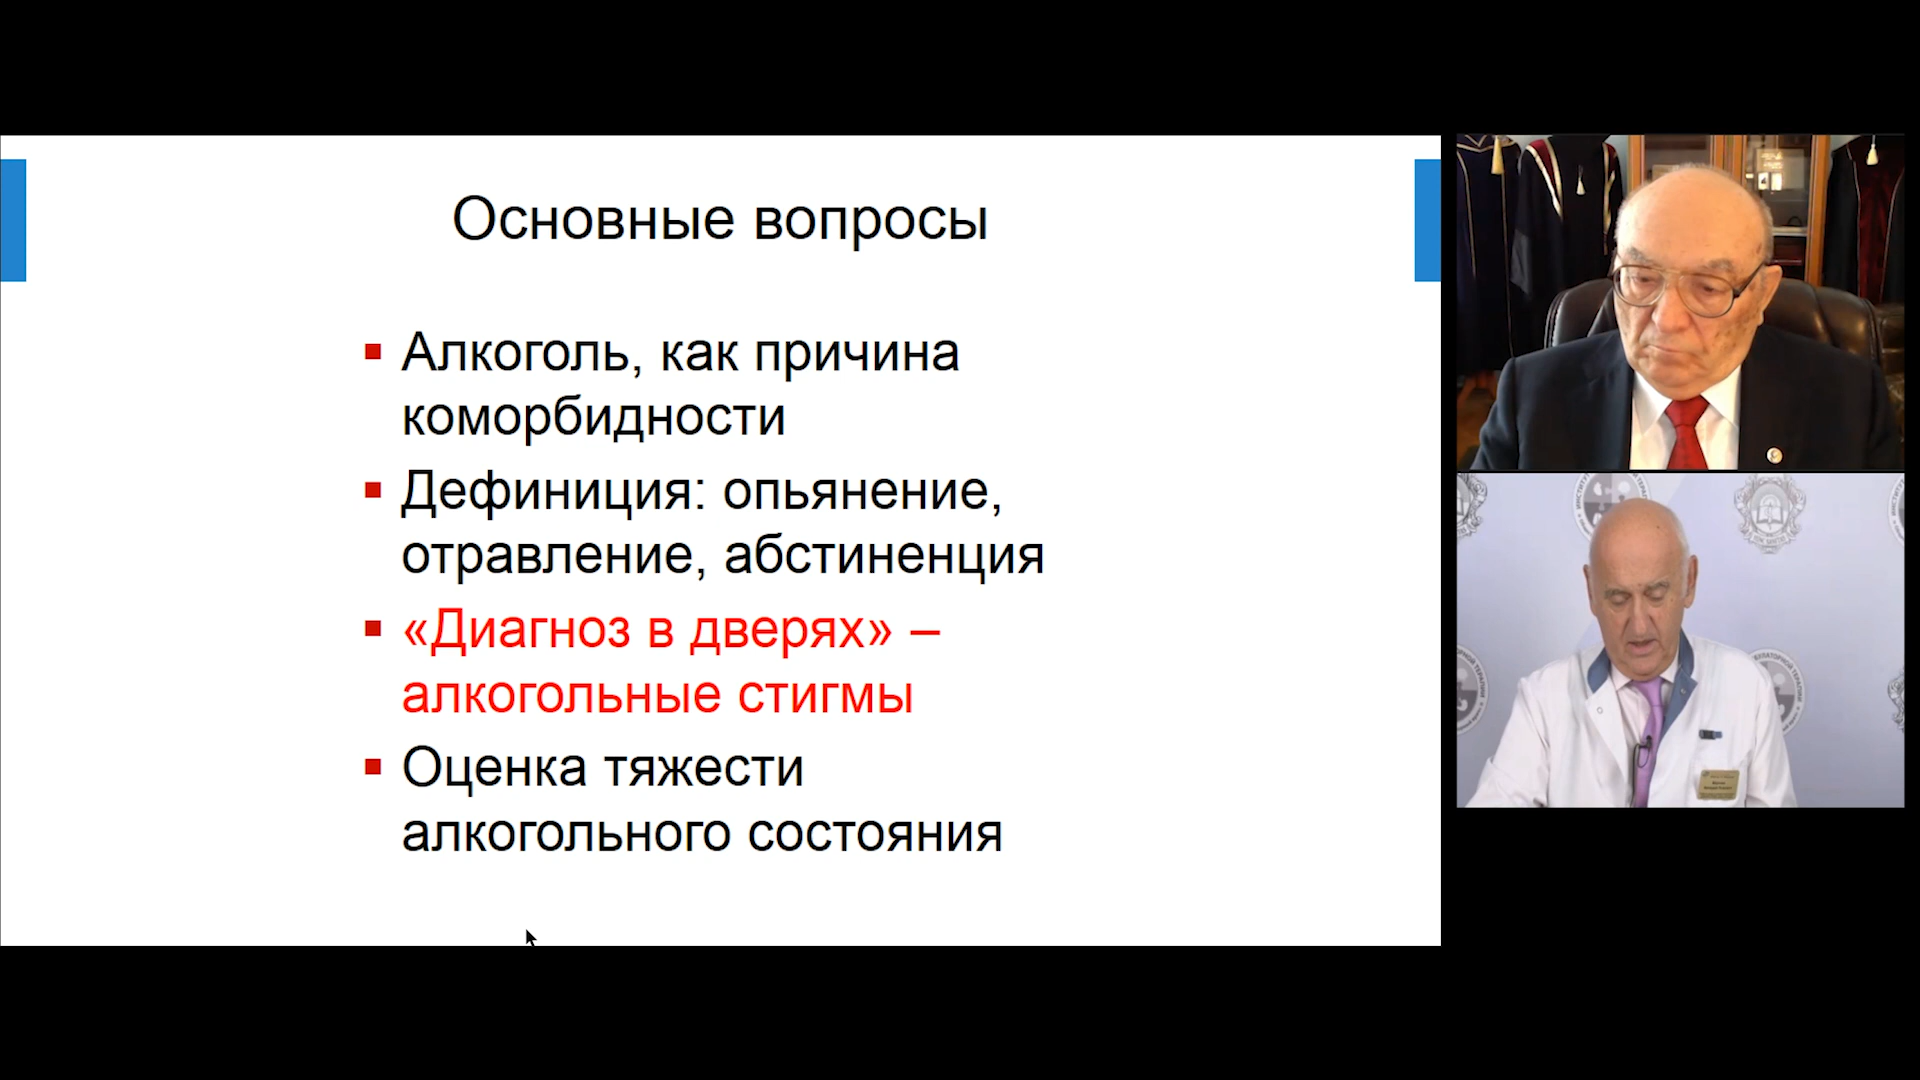 Основные вопросы
Алкоголь, как причина
коморбидности
Дефиниция: опьянение,
отравление, абстиненция
«Диагноз в дверях» –
алкогольные стигмы
Оценка тяжести
алкогольного состояния